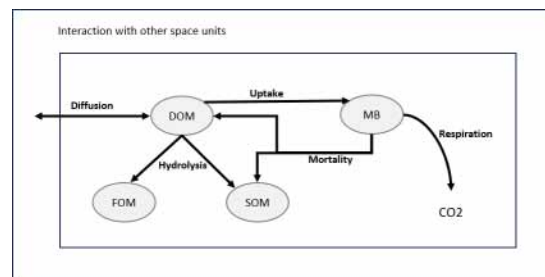 Interaction with other space units
Uptake
Diffusion
DOM
MB
Respiration
Hydrolysis
Mortality
FOM
SOM
CO2